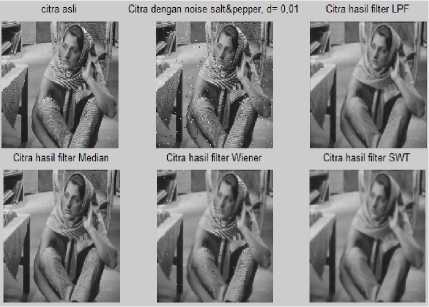 citra asli
Citra dengan noise salt&pepper, d= 0,01
Citra hasil filter LPF
Citra hasil filter Median
Citra hasil filter Wiener
Citra hasil filter SWT